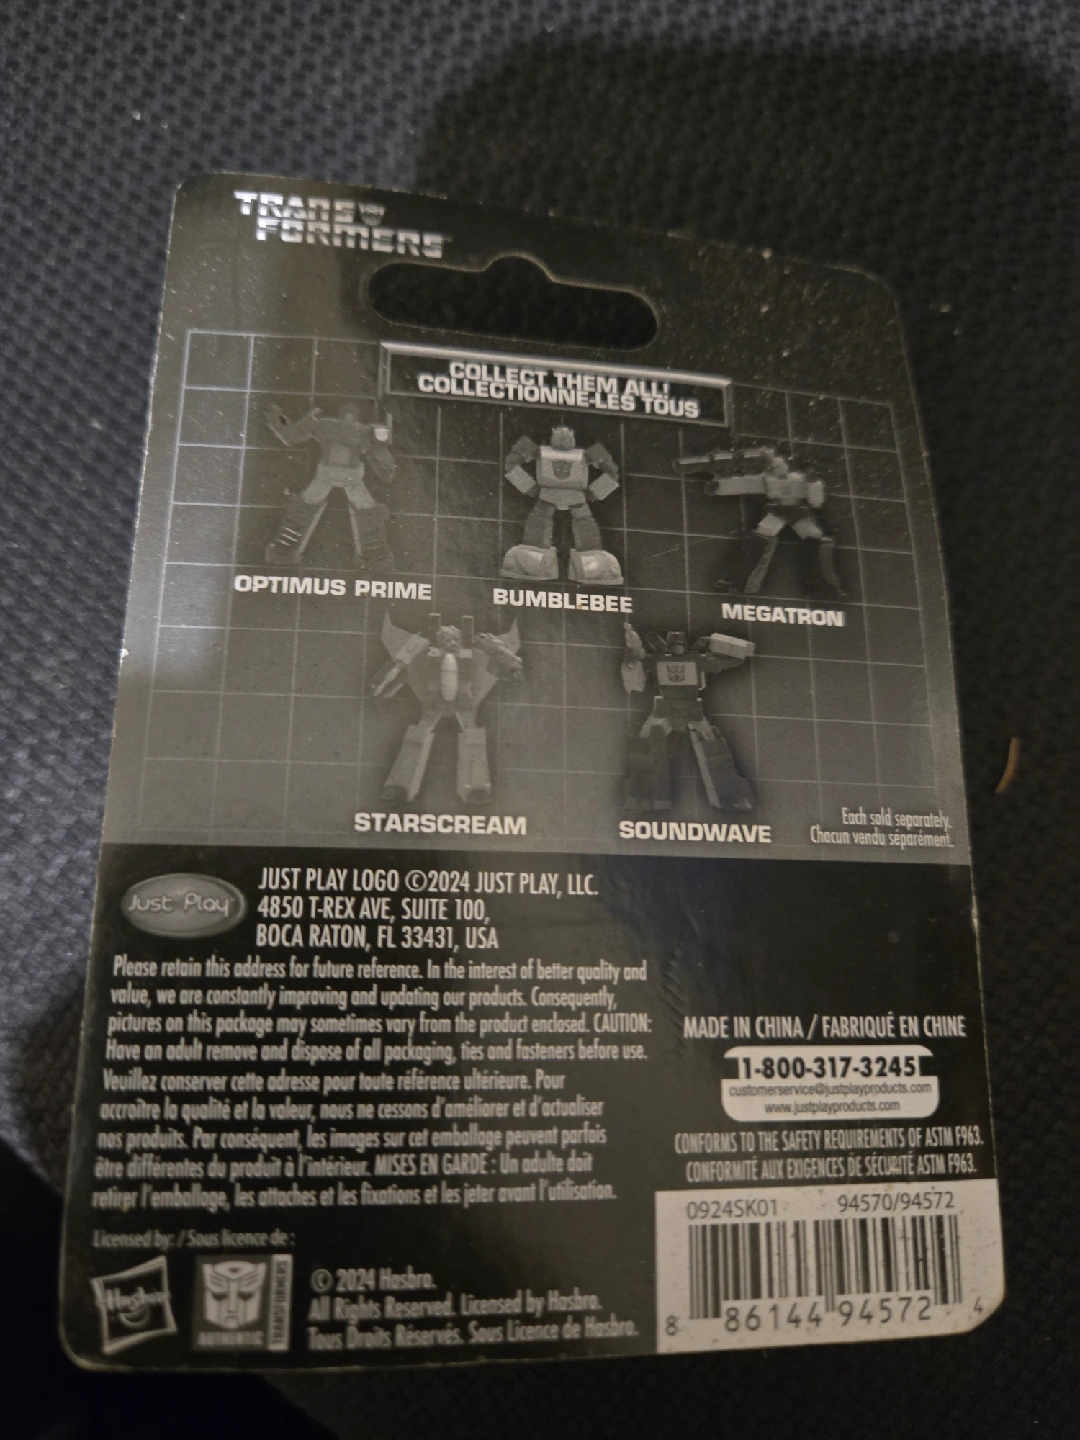 TRANS
FORMERS
COLLECT THEM ALL!
COLLECTIONNE-LES TOUS
OPTIMUS PRIME
BUMBLEBEE
MEGATRON
STARSCREAM
SOUNDWAVE
Each sold separately.
Chacun vendu séparément.
Just Play
JUST PLAY LOGO ©2024 JUST PLAY, LLC.
4850 T-REX AVE, SUITE 100,
BOCA RATON, FL 33431, USA
Please retain this address for future reference. In the interest of better quality and
value, we are constantly improving and updating our products. Consequently,
pictures on this package may sometimes vary from the product enclosed. CAUTION:
Have an adult remove and dispose of all packaging, ties and fasteners before use.
Veuillez conserver cette adresse pour toute référence ultérieure. Pour
accroître la qualité et la valeur, nous ne cessons d'améliorer et d'actualiser
nos produits. Par conséquent, les images sur cet emballage peuvent parfois
être différentes du produit à l'intérieur. MISES EN GARDE : Un adulte doit
retirer l'emballage, les attaches et les fixations et les jeter avant l'utilisation.
MADE IN CHINA / FABRIQUÉ EN CHINE
1-800-317-3245
customerservice@justplayproducts.com
www.justplayproducts.com
CONFORMS TO THE SAFETY REQUIREMENTS OF ASTM F963.
CONFORMITÉ AUX EXIGENCES DE SÉCURITÉ ASTM F963.
Licensed by: / Sous licence de :
Hasbro
AUTHENTIC
TRANSFORMERS
© 2024 Hasbro.
All Rights Reserved. Licensed by Hasbro.
Tous Droits Réservés. Sous Licence de Hasbro.
0924SK01 94570/94572
8 86144 94572 4